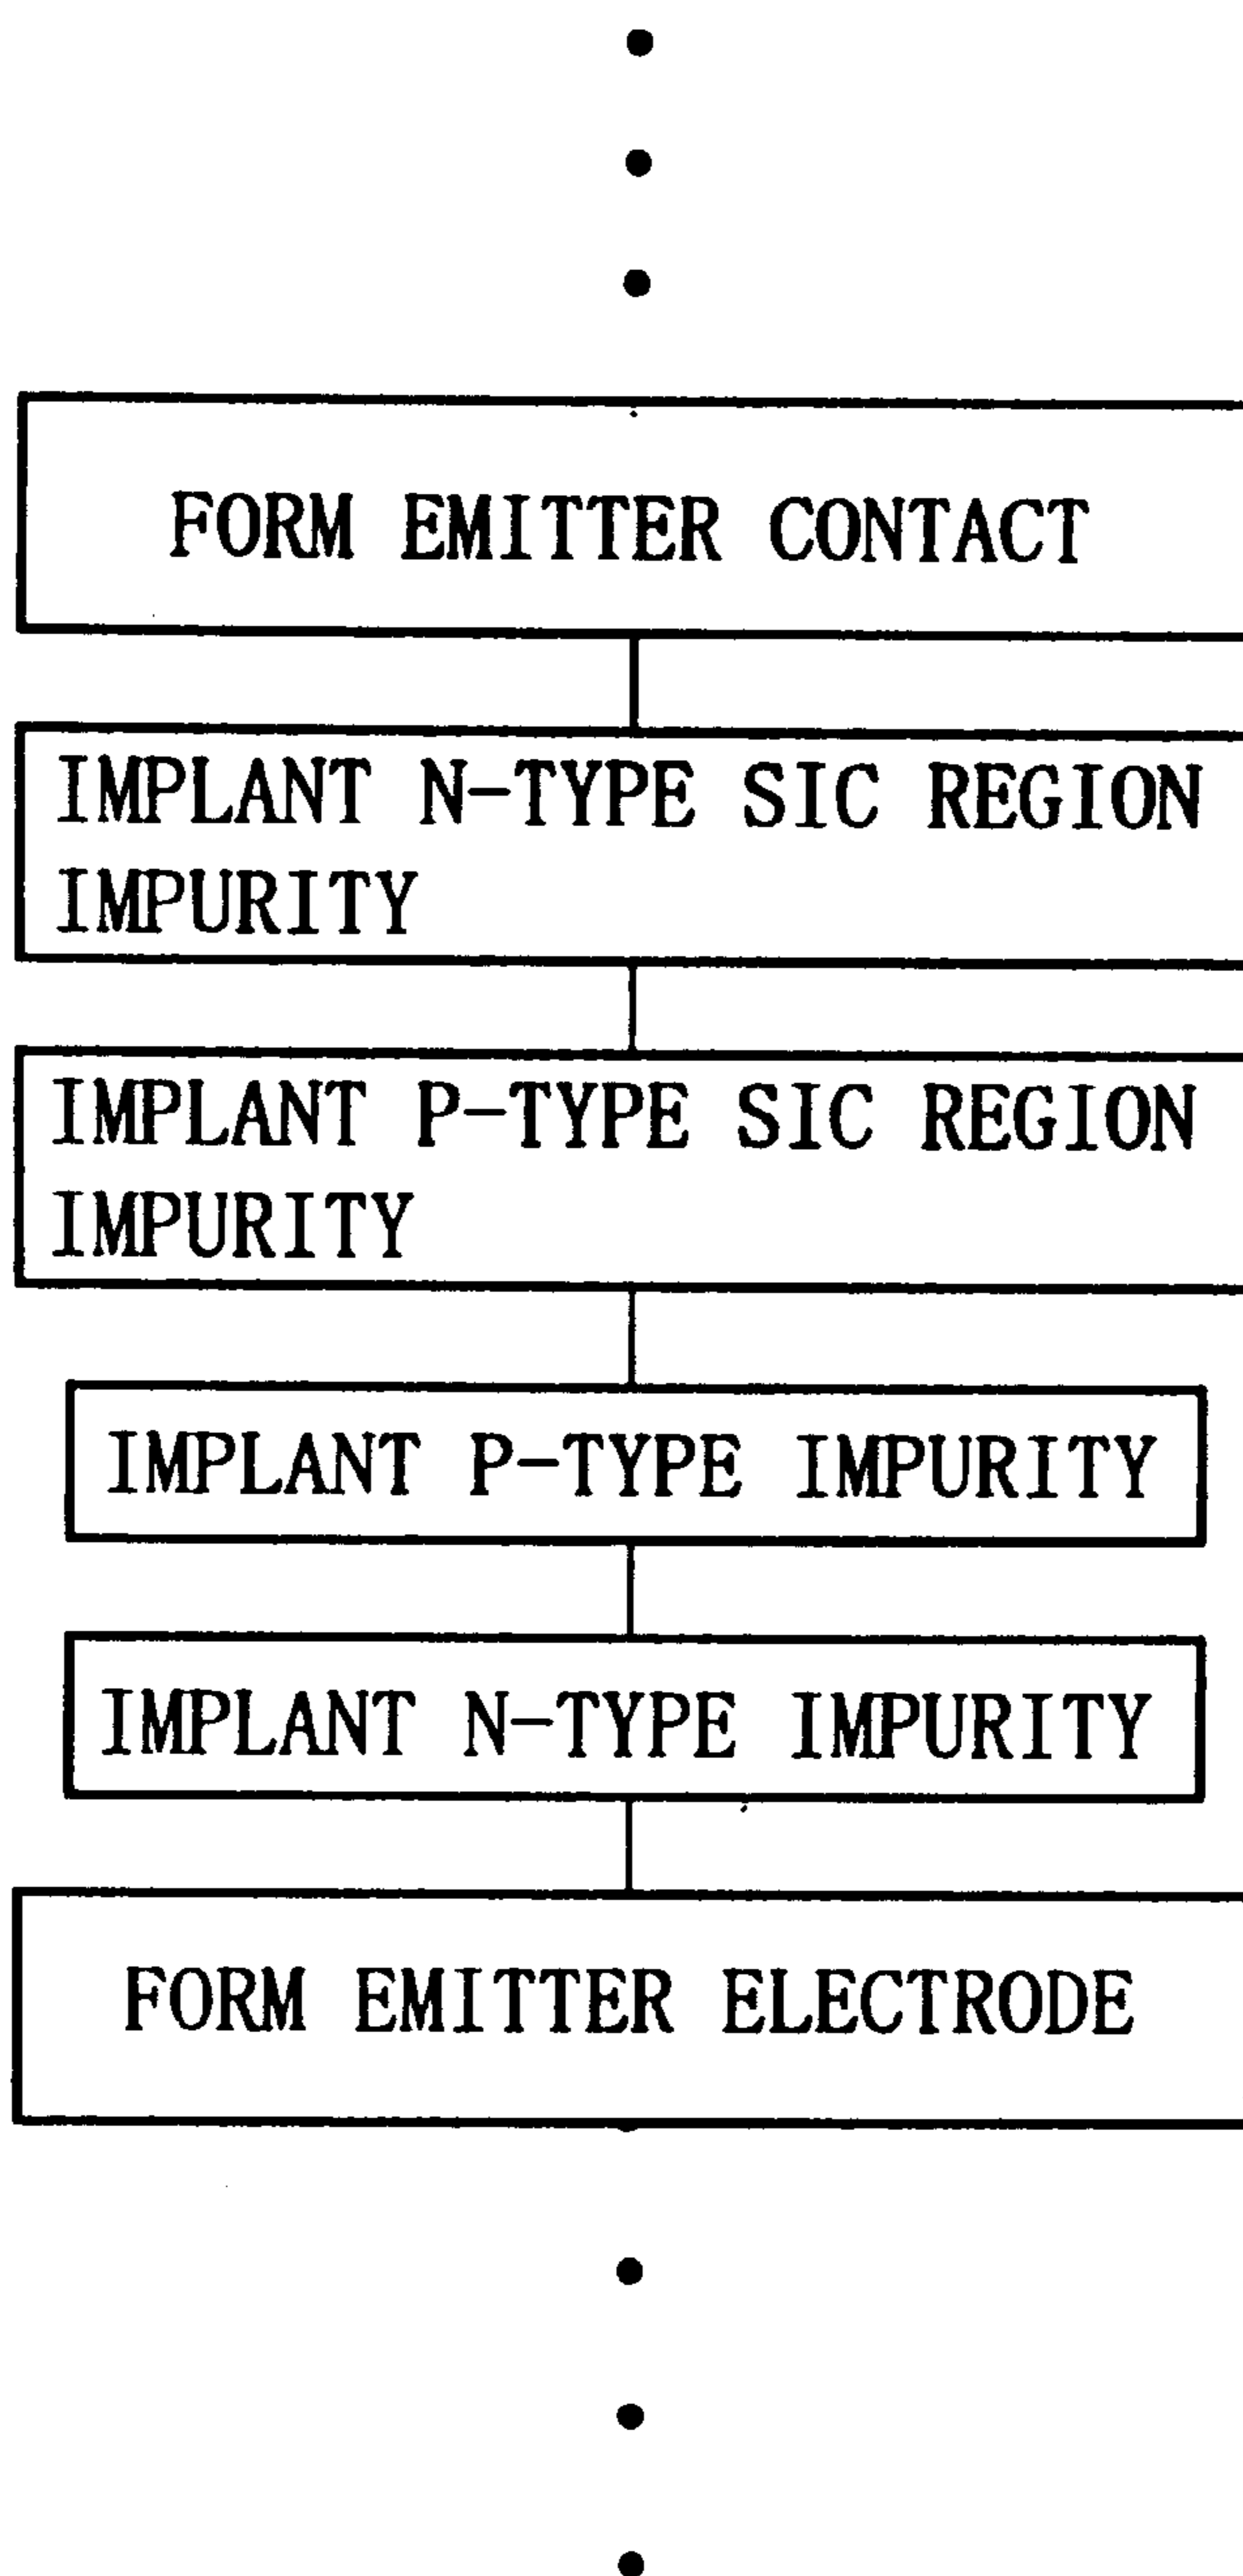 FORM EMITTER CONTACT
IMPLANT N-TYPE SIC REGION
IMPURITY
IMPLANT P-TYPE SIC REGION
IMPURITY
IMPLANT P-TYPE IMPURITY
IMPLANT N-TYPE IMPURITY
FORM EMITTER ELECTRODE